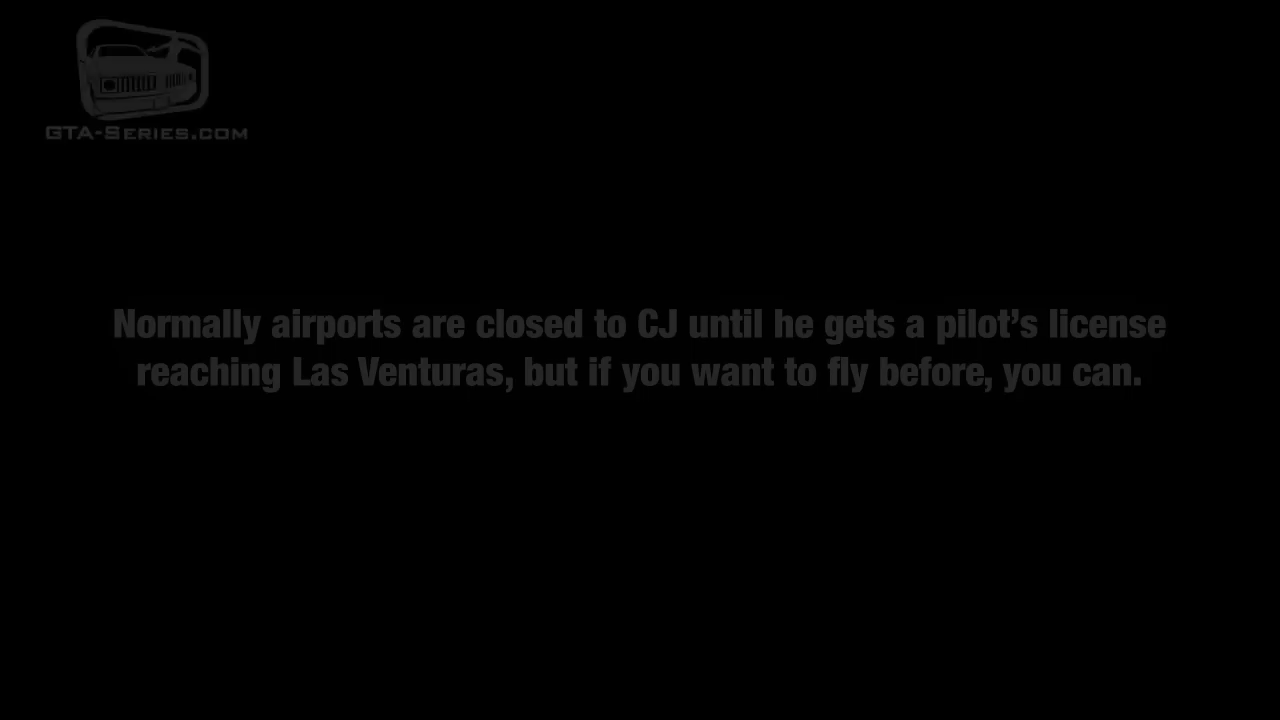 GTA-Series.com
Normally airports are closed to CJ until he gets a pilot’s license
reaching Las Venturas, but if you want to fly before, you can.